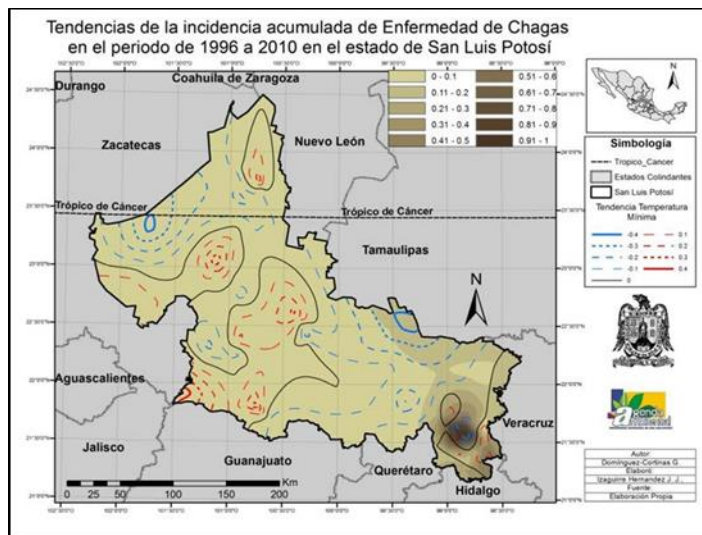 Tendencias de la incidencia acumulada de Enfermedad de Chagas
en el periodo de 1996 a 2010 en el estado de San Luis Potosí
Durango
Coahuila de Zaragoza
Zacatecas
Nuevo León
0 - 0.1
0.11 - 0.2
0.21 - 0.3
0.31 - 0.4
0.41 - 0.5
0.51 - 0.6
0.61 - 0.7
0.71 - 0.8
0.81 - 0.9
0.91 - 1
Trópico de Cáncer
Trópico de Cáncer
Tamaulipas
N
Aguascalientes
Jalisco
Guanajuato
Querétaro
Hidalgo
Veracruz
Km
0 25 50 100 150 200
N
Simbología
Tropico_Cancer
Estados Colindantes
San Luis Potosí
Tendencia Temperatura
Mínima
-0.4 0.1
-0.3 0.2
-0.2 0.3
-0.1 0.4
0
agenda
ambiental
Autor:
Domínguez-Cortinas G.
Elaboró:
Izaguirre Hernandez J. J.,
Fuente:
Elaboración Propia